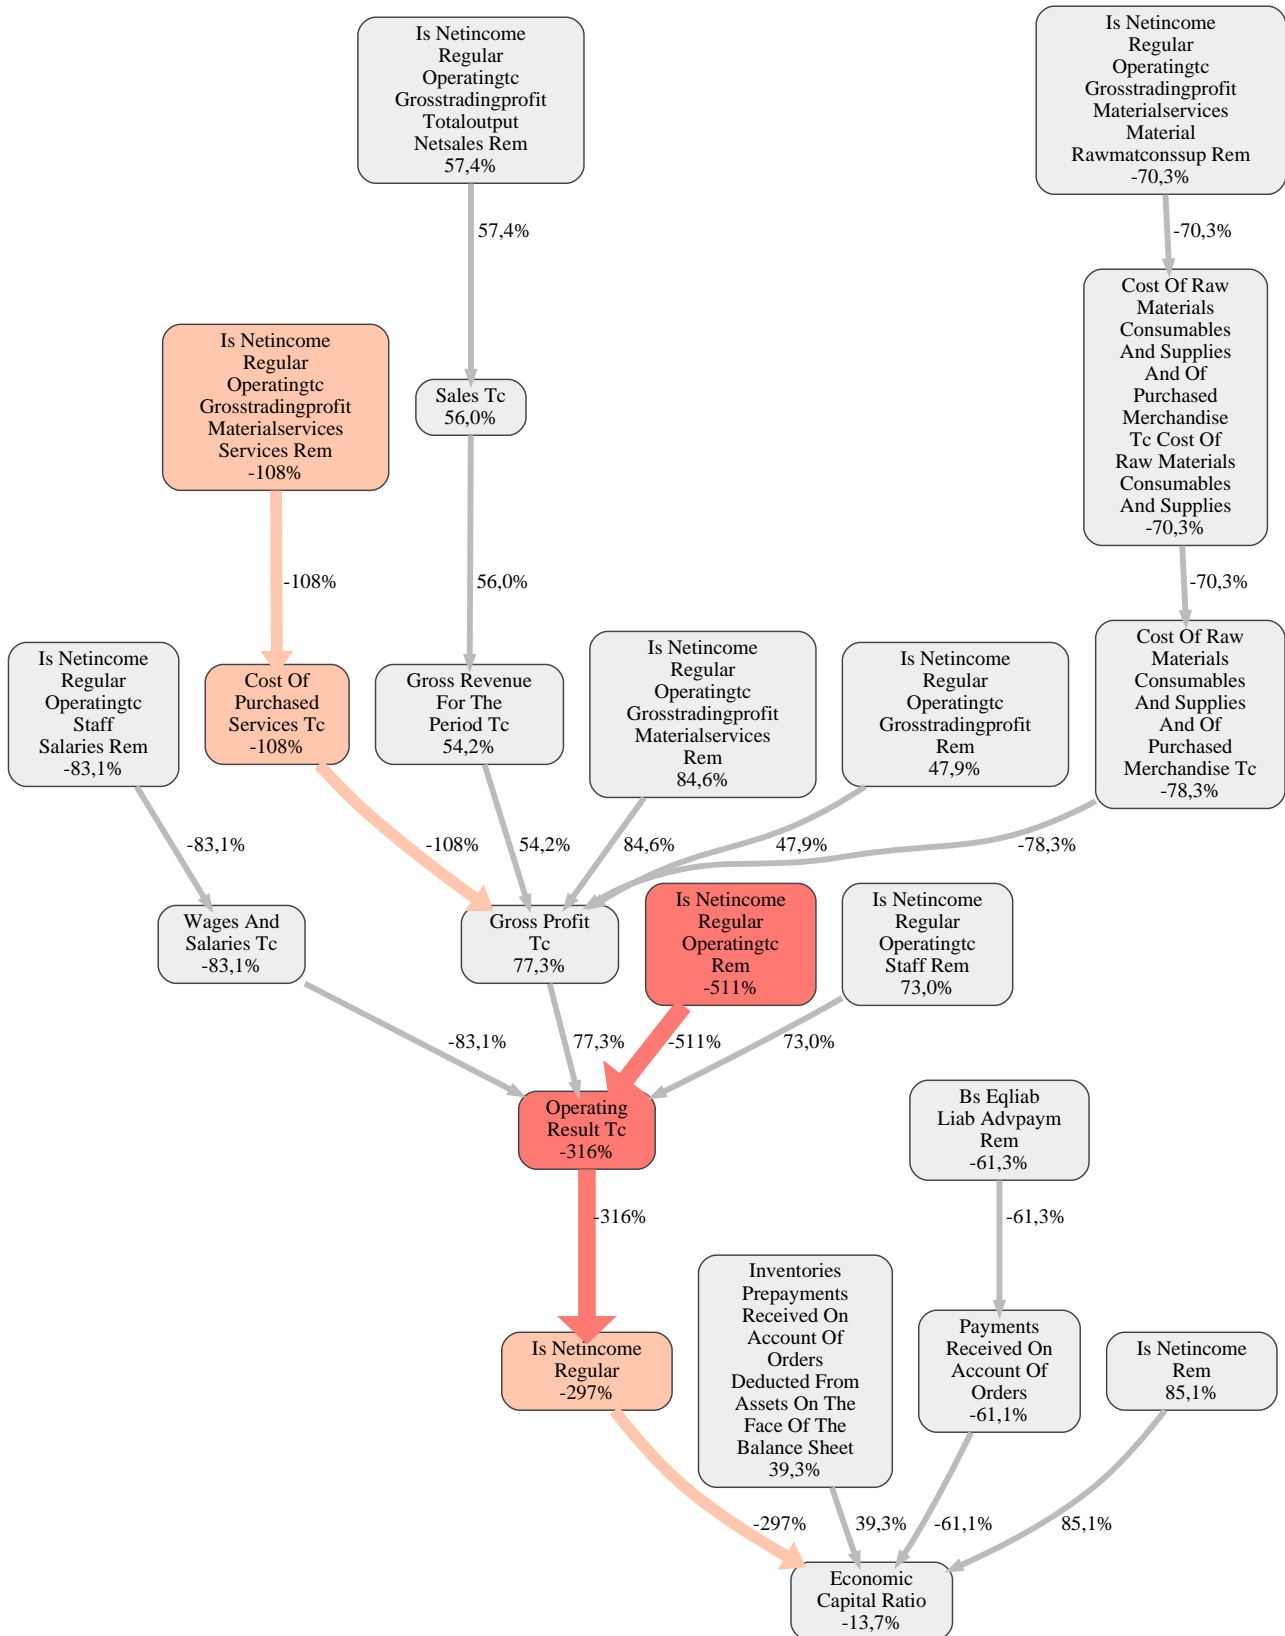 Is Netincome
Regular
Operatingtc
Grosstradingprofit
Totaloutput
Netsales Rem
57,4%
Is Netincome
Regular
Operatingtc
Grosstradingprofit
Materialservices
Material
Rawmatconssup Rem
-70,3%
57,4%
-70,3%
Cost Of Raw
Materials
Consumables
And Supplies
And Of
Purchased
Merchandise
Tc Cost Of
Raw Materials
Consumables
And Supplies
-70,3%
Is Netincome
Regular
Operatingtc
Grosstradingprofit
Materialservices
Services Rem
-108%
Sales Tc
56,0%
-108%
56,0%
-70,3%
Is Netincome
Regular
Operatingtc
Staff
Salaries Rem
-83,1%
Cost Of
Purchased
Services Tc
-108%
Gross Revenue
For The
Period Tc
54,2%
Is Netincome
Regular
Operatingtc
Grosstradingprofit
Materialservices
Rem
84,6%
Is Netincome
Regular
Operatingtc
Grosstradingprofit
Rem
47,9%
Cost Of Raw
Materials
Consumables
And Supplies
And Of
Purchased
Merchandise Tc
-78,3%
-83,1%
-108%
54,2%
84,6%
47,9%
-78,3%
Wages And
Salaries Tc
-83,1%
Gross Profit
Tc
77,3%
Is Netincome
Regular
Operatingtc
Rem
-511%
Is Netincome
Regular
Operatingtc
Staff Rem
73,0%
-83,1%
77,3%
-511%
73,0%
Operating
Result Tc
-316%
Bs Eqliab
Liab Advpaym
Rem
-61,3%
-316%
-61,3%
Is Netincome
Regular
-297%
Inventories
Prepayments
Received On
Account Of
Orders
Deducted From
Assets On The
Face Of The
Balance Sheet
39,3%
Payments
Received On
Account Of
Orders
-61,1%
Is Netincome
Rem
85,1%
-297%
39,3%
-61,1%
85,1%
Economic
Capital Ratio
-13,7%